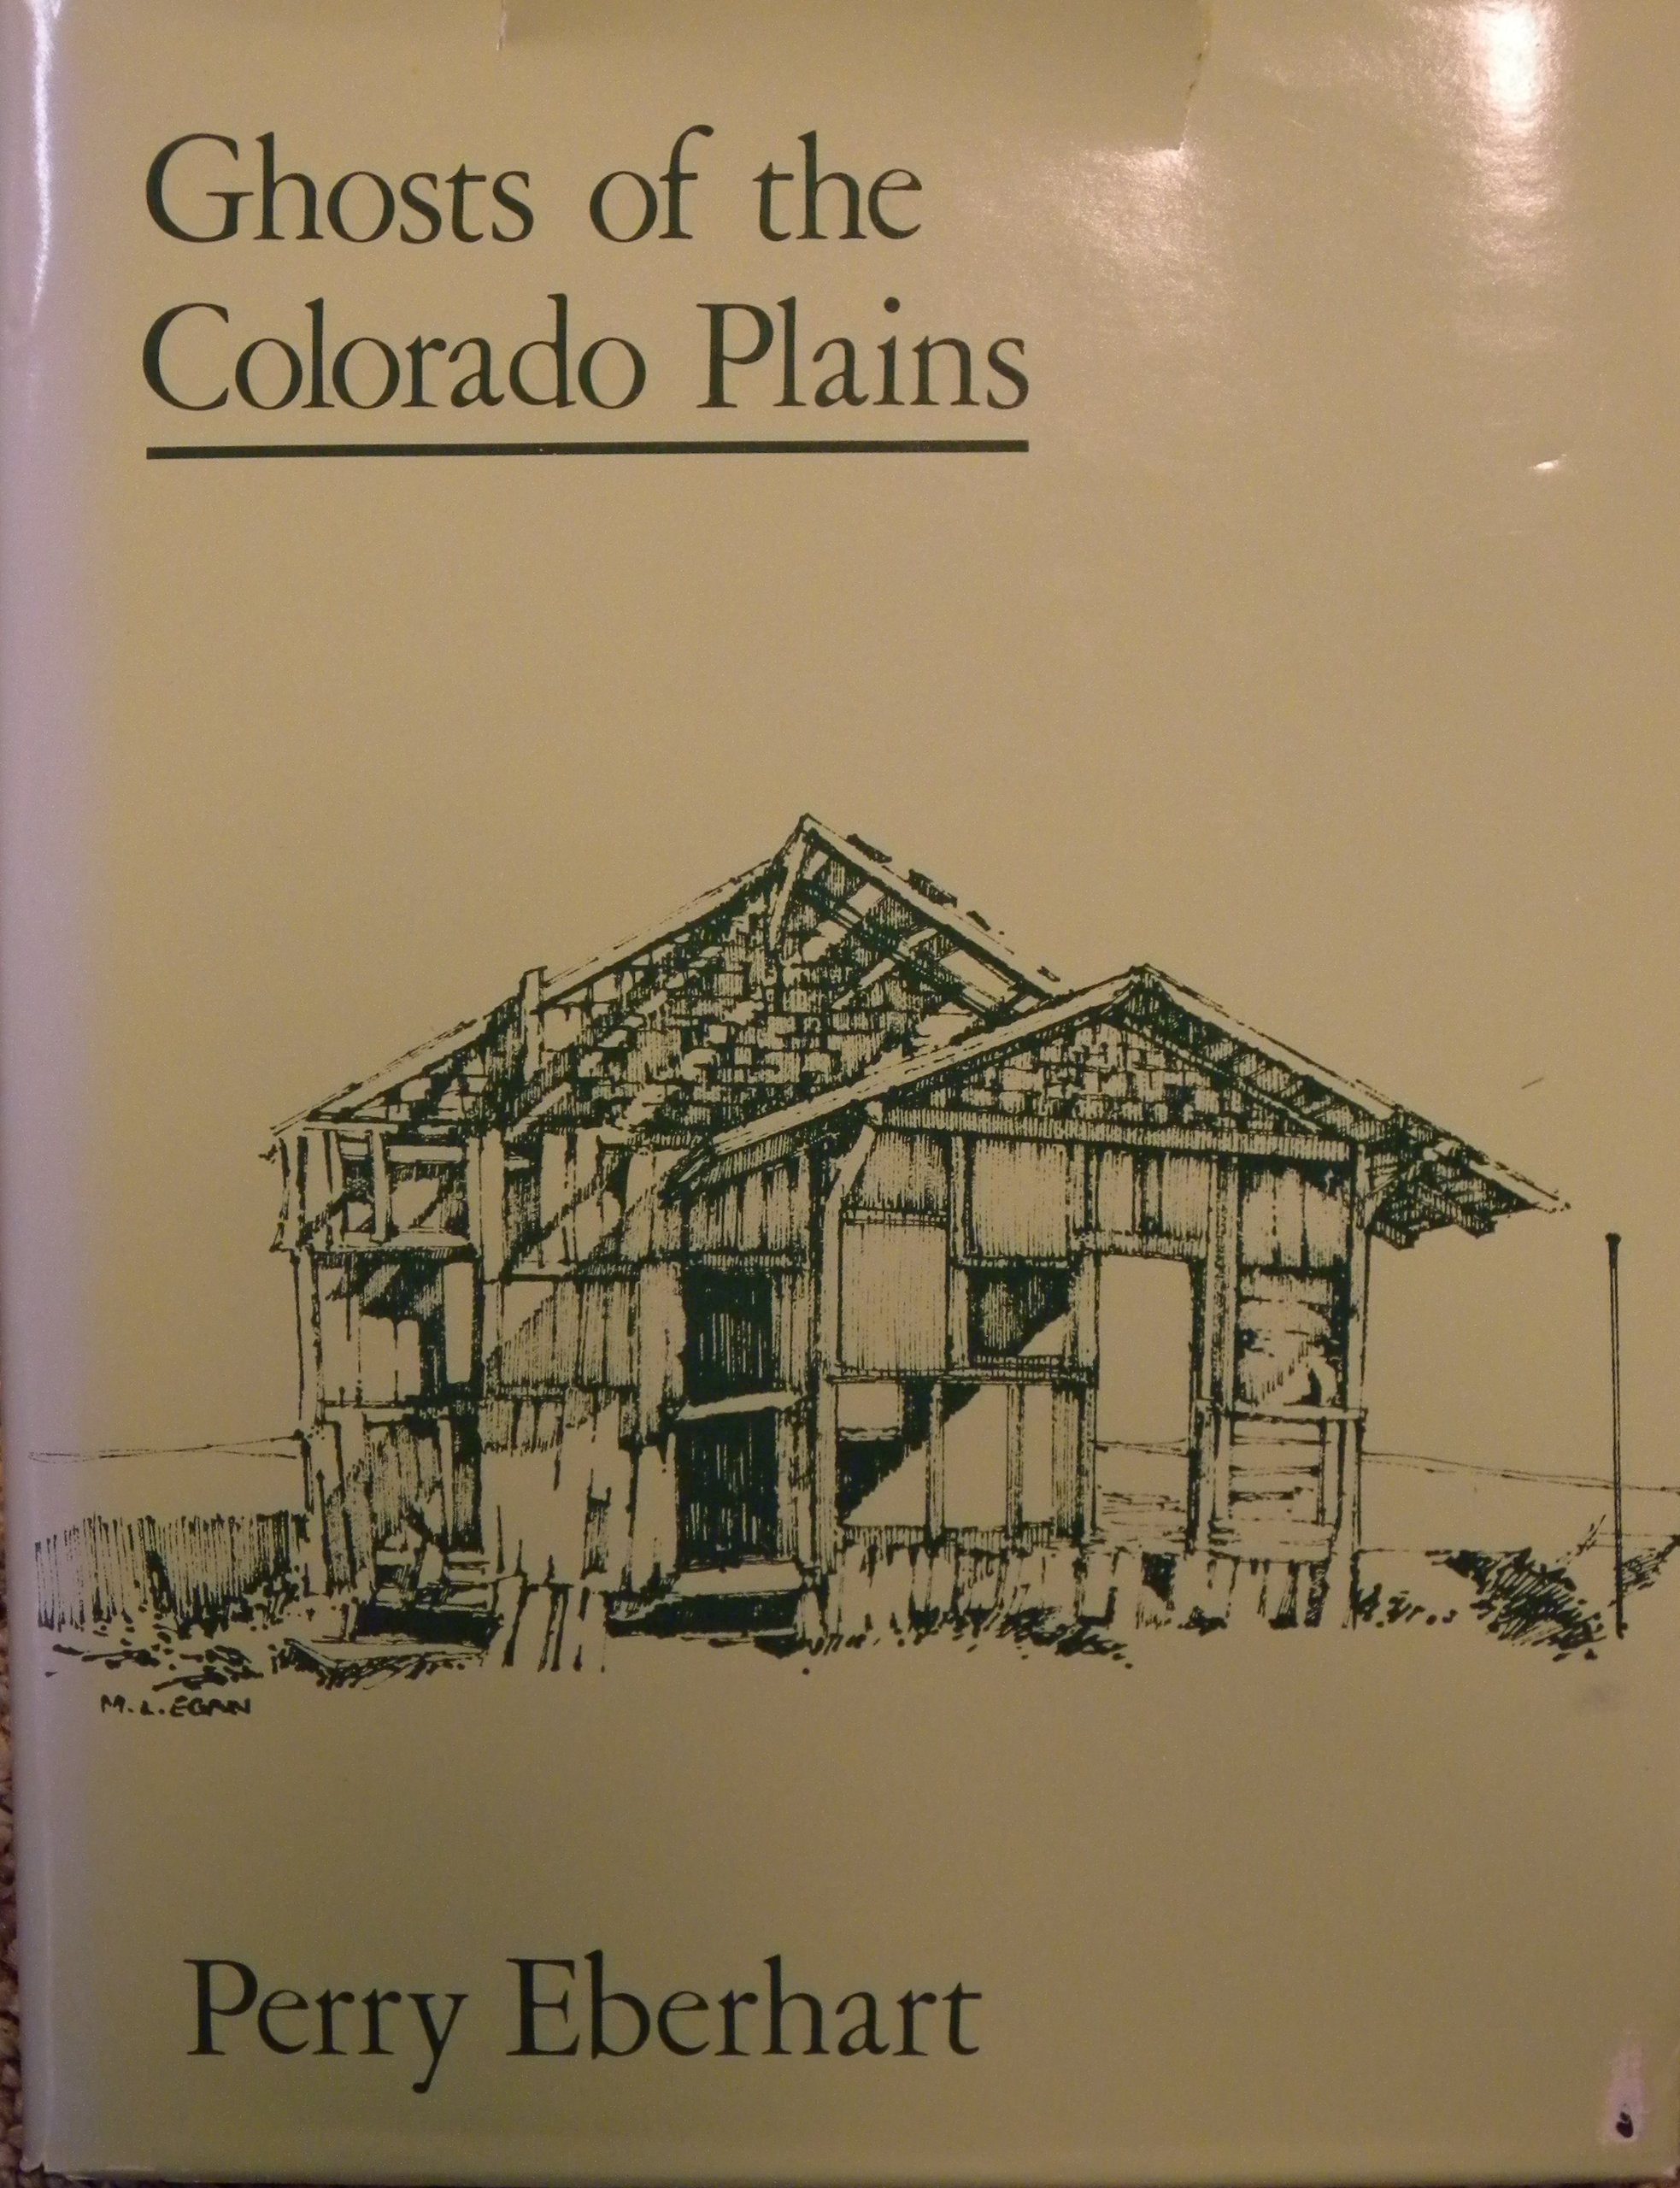 Ghosts of the
Colorado Plains
M.L.EGAN
Perry Eberhart